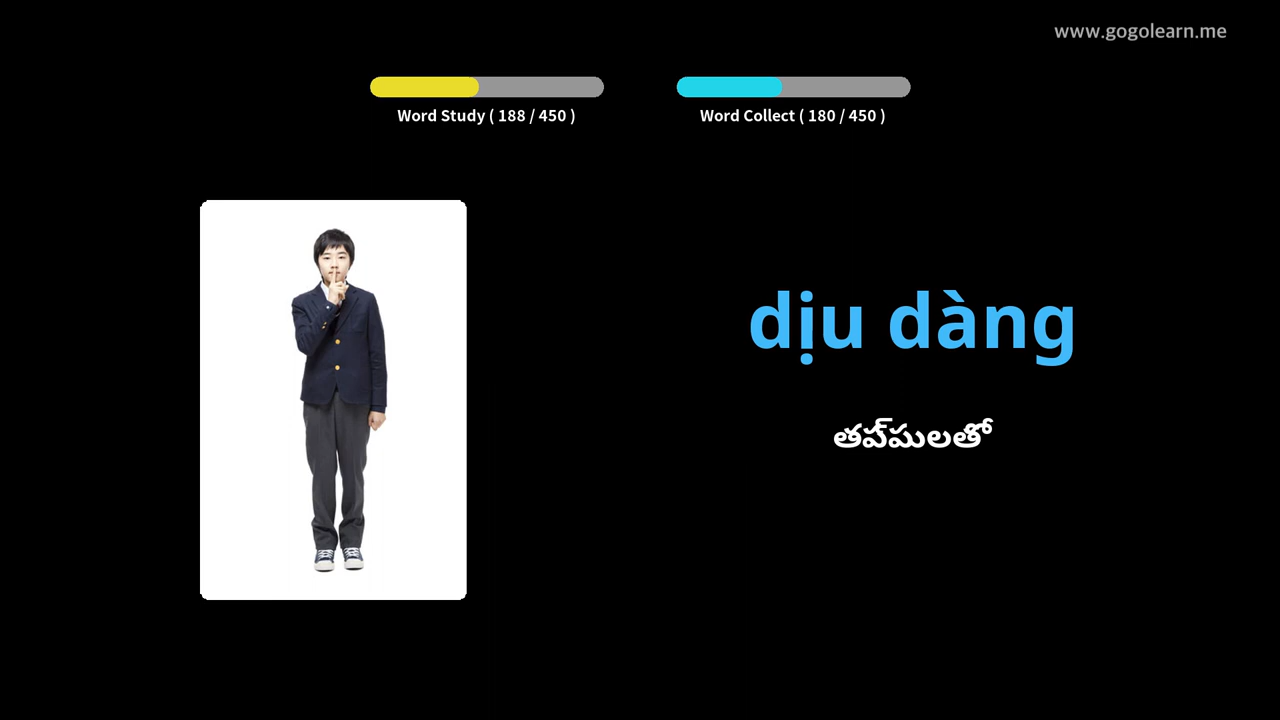 www.gogolearn.me
Word Study ( 188 / 450 )
Word Collect ( 180 / 450 )
dịu dàng
తప్పులతో